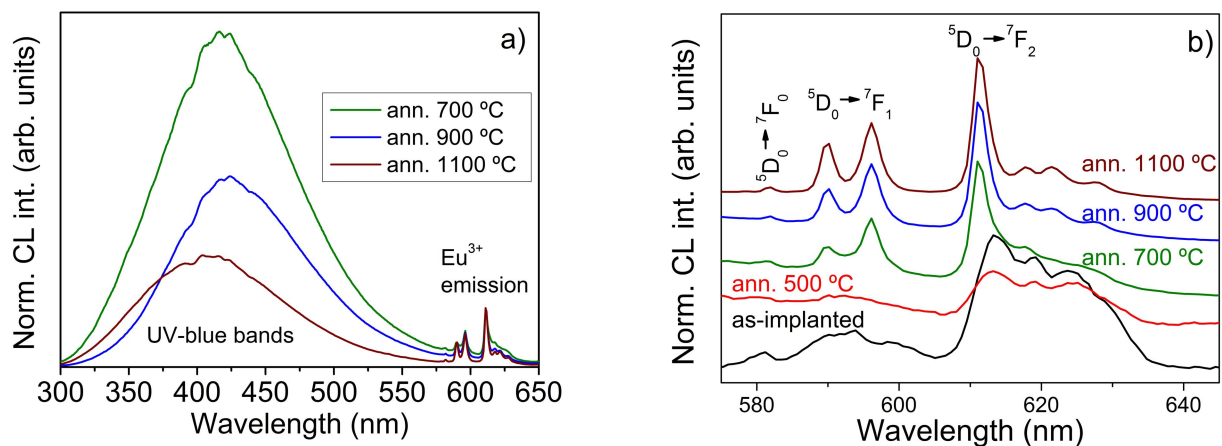 a)
Norm. CL int. (arb. units)
ann. 700 ºC
ann. 900 ºC
ann. 1100 ºC
Eu³⁺
emission
UV-blue bands
300 350 400 450 500 550 600 650
Wavelength (nm)
b)
Norm. CL int. (arb. units)
⁵D₀→⁷F₂
⁵D₀→⁷F₁
⁵D₀→⁷F₀
ann. 1100 ºC
ann. 900 ºC
ann. 700 ºC
ann. 500 ºC
as-implanted
580 600 620 640
Wavelength (nm)